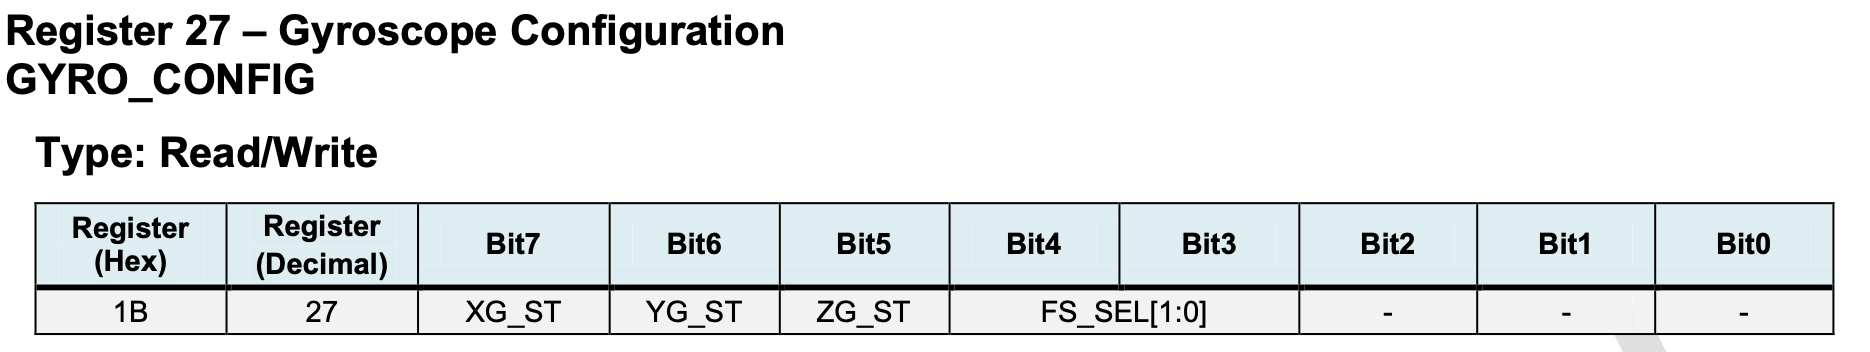 Register 27 – Gyroscope Configuration
GYRO_CONFIG
Type: Read/Write
Register (Hex) Register (Decimal) Bit7 Bit6 Bit5 Bit4 Bit3 Bit2 Bit1 Bit0
1B 27 XG_ST YG_ST ZG_ST FS_SEL[1:0] - - -